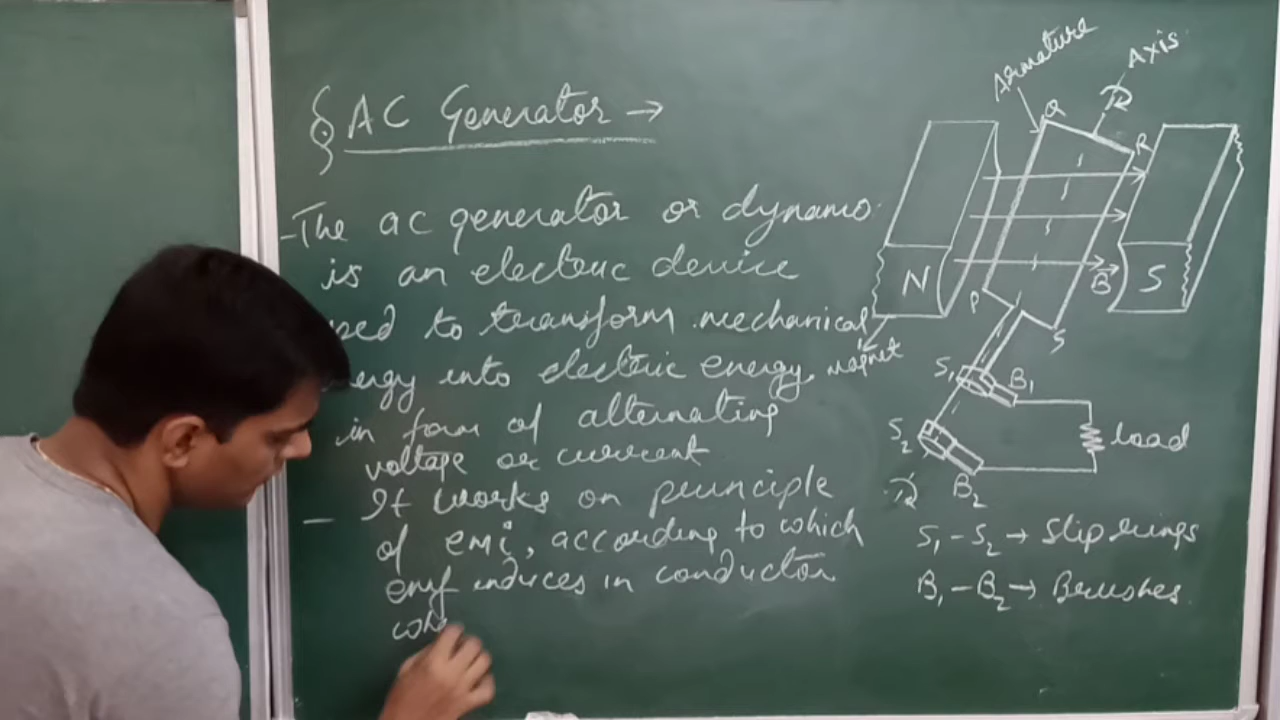 § AC Generator →
- The ac generator or dynamo
is an electric device
used to transform mechanical
energy into electric energy
in form of alternating
voltage or current
- It works on principle
of emi, according to which
emf induces in conductor
whe
Armature
Axis
Q
R
N
B
S
P
S
magnet
S₁
B₁
S₂
load
B₂
S₁-S₂ → Slip rings
B₁-B₂ → Brushes